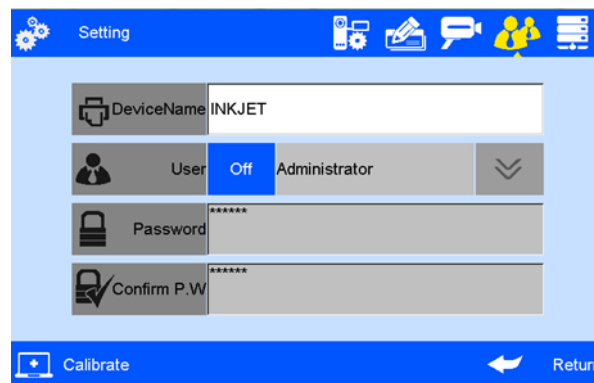 Setting
DeviceName INKJET
User Off Administrator
Password ******
Confirm P.W ******
Calibrate Retur